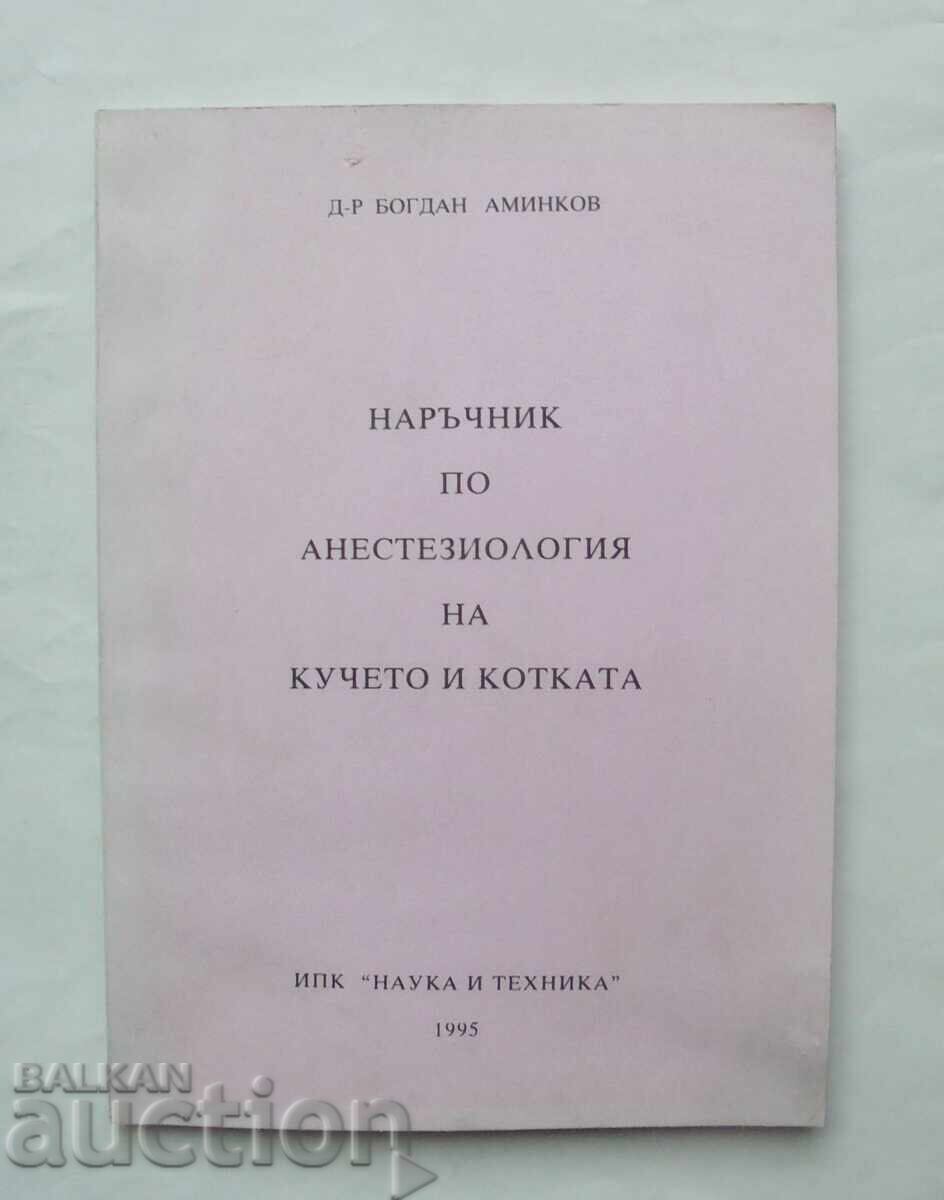 Д-Р БОГДАН АМИНКОВ
НАРЪЧНИК
ПО
АНЕСТЕЗИОЛОГИЯ
НА
КУЧЕТО И КОТКАТА
ИПК "НАУКА И ТЕХНИКА"
1995
BALKAN
auction